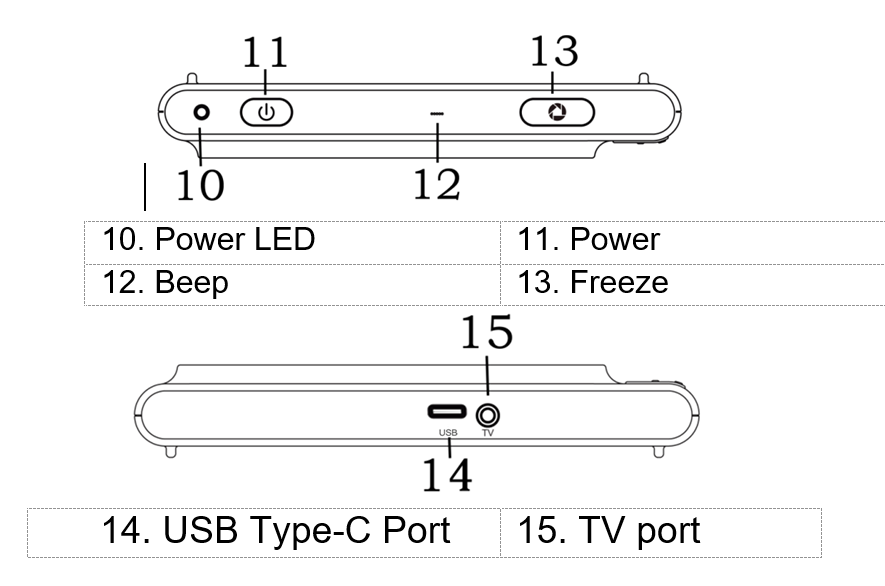 11 13
10 12
10. Power LED 11. Power
12. Beep 13. Freeze
15
USB TV
14
14. USB Type-C Port 15. TV port